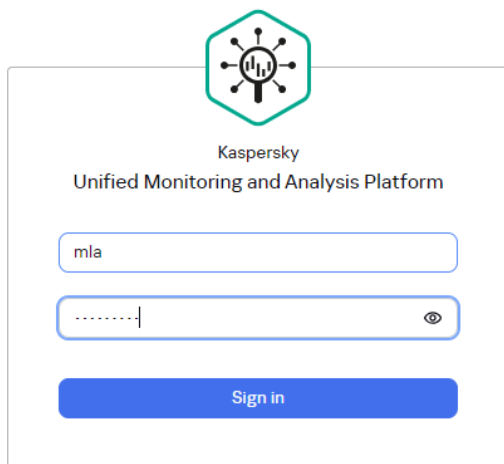 Kaspersky
Unified Monitoring and Analysis Platform
mla
·········
Sign in